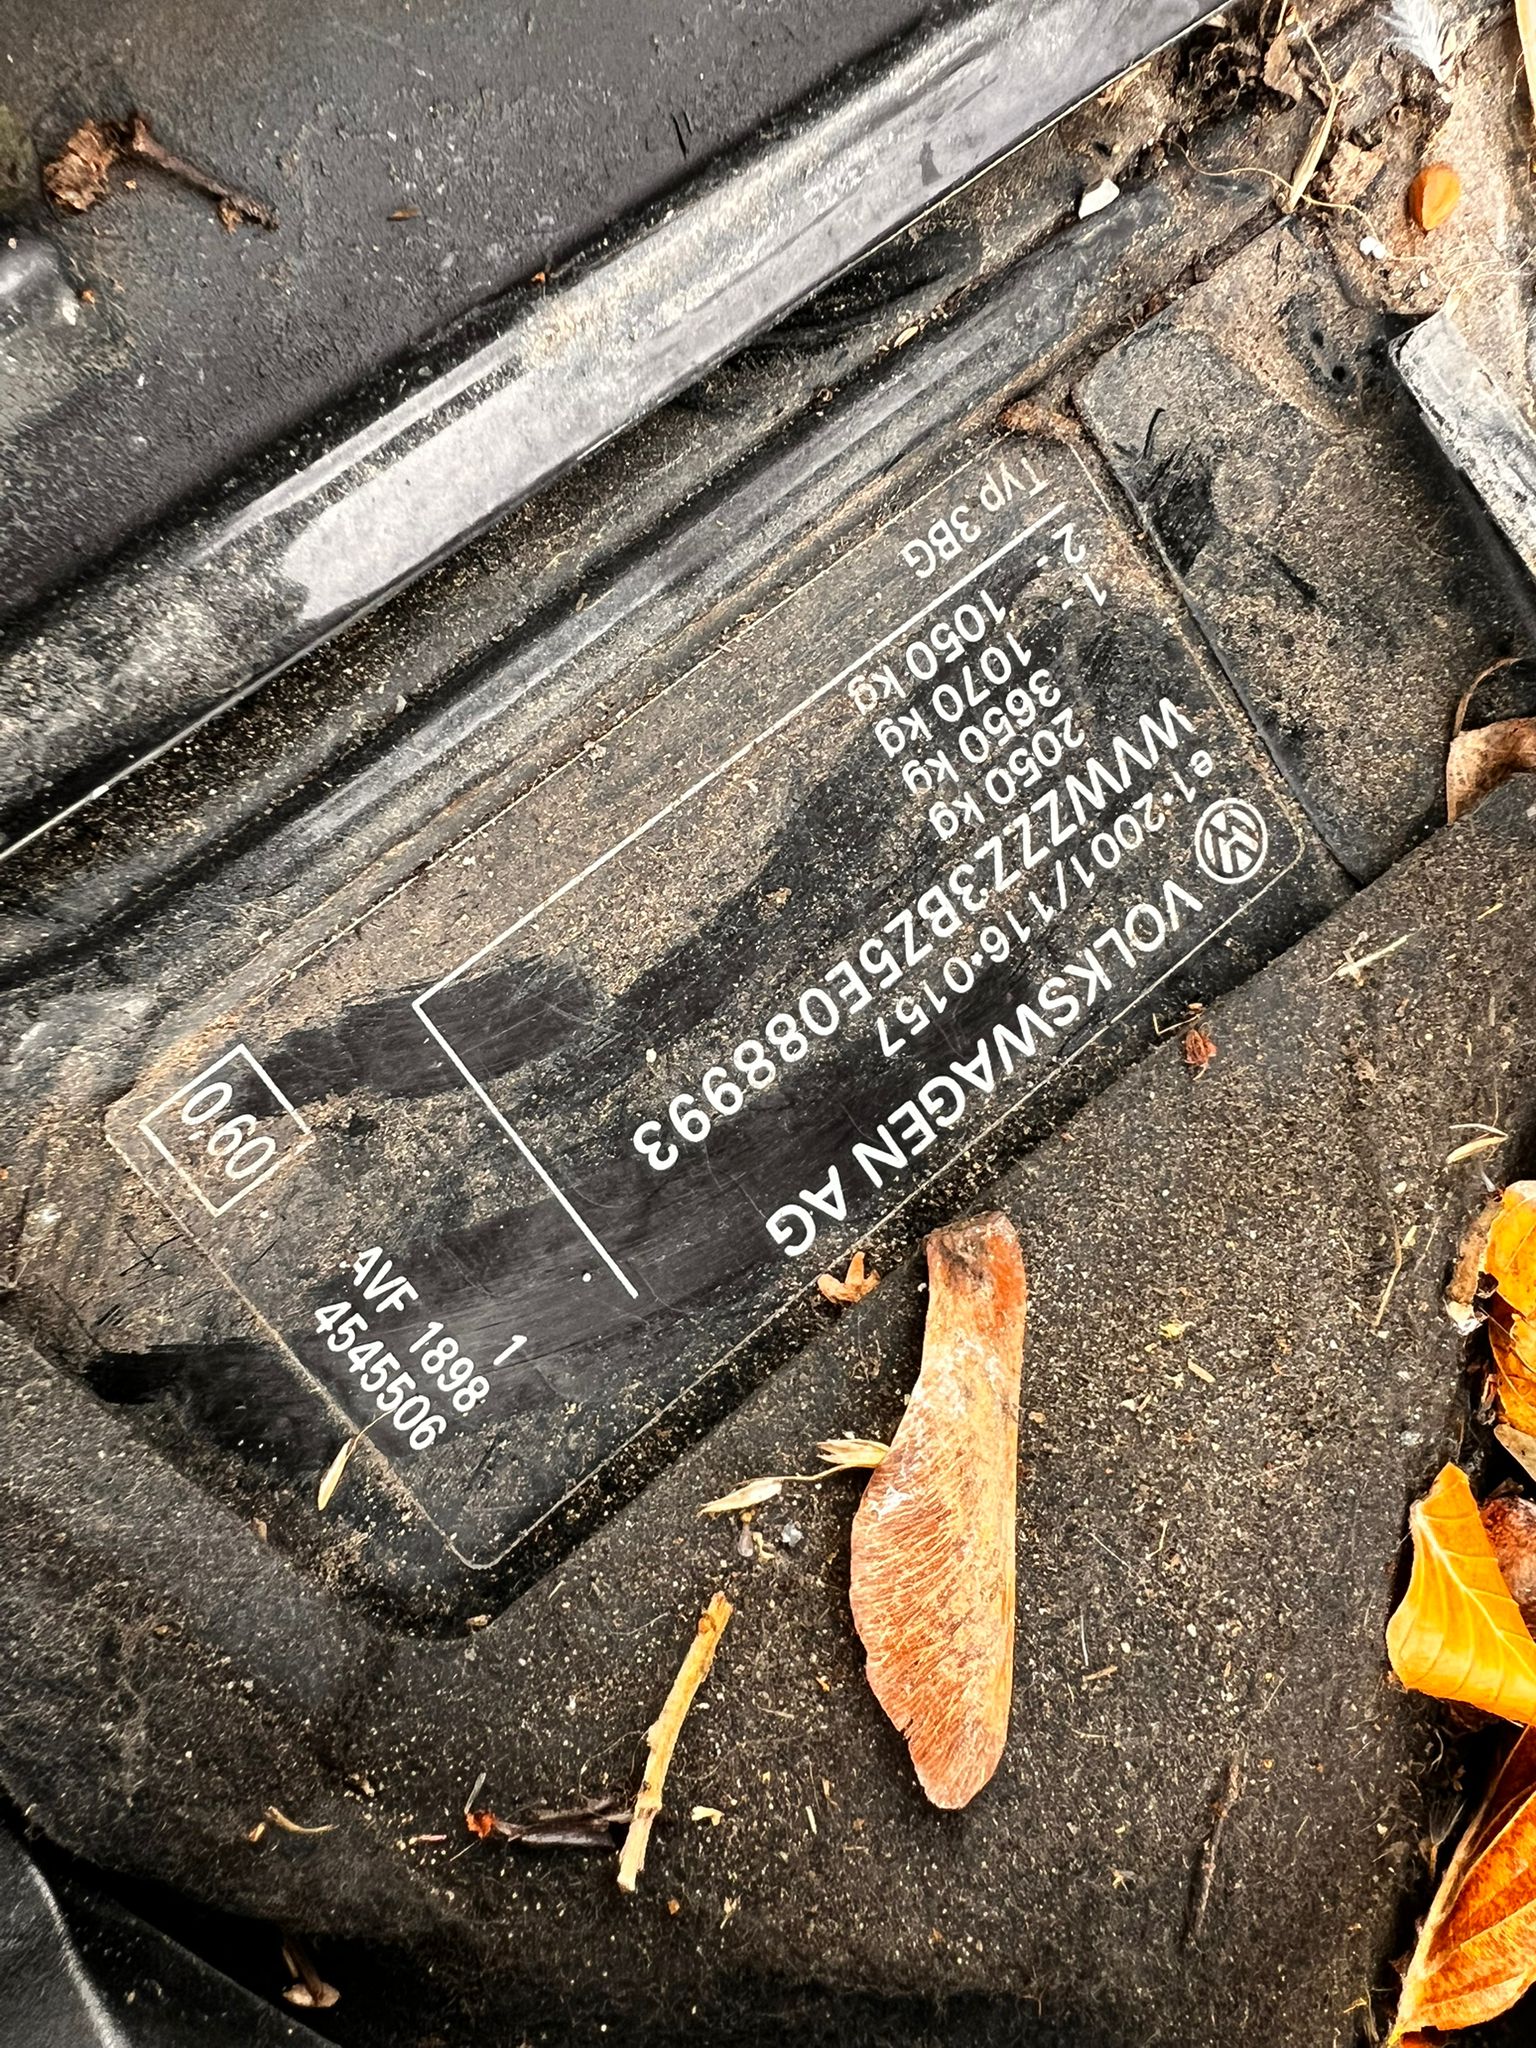 VOLKSWAGEN AG
e1*2001/116*0157
WVWZZZ3BZ5E088993
2050 kg
3650 kg
1- 1070 kg
2- 1050 kg
Typ 3BG
1
AVF 1898
4545506
0,60